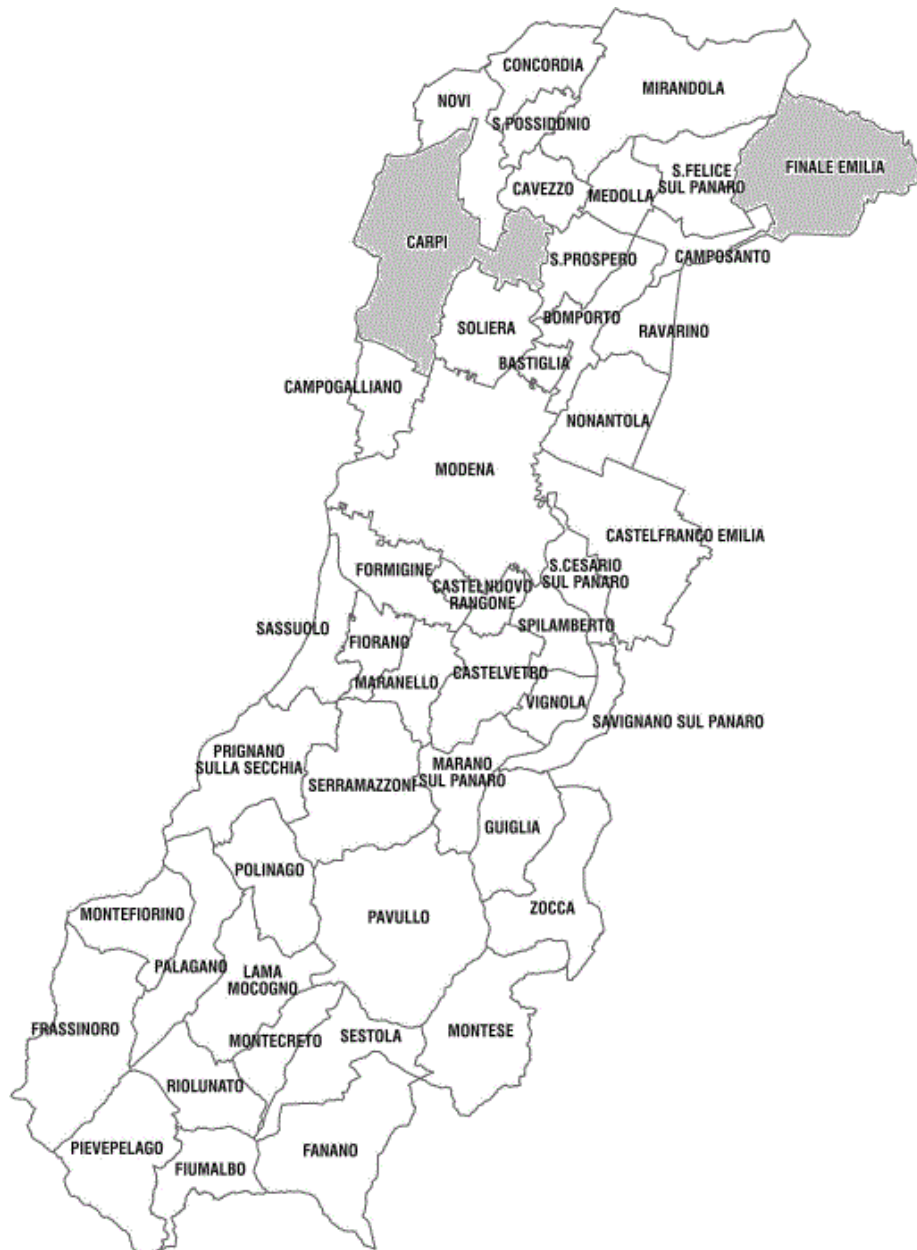 CONCORDIA
MIRANDOLA
NOVI
S.POSSIDONIO
FINALE EMILIA
S.FELICE
SUL PANARO
CAVEZZO
MEDOLLA
CARPI
S.PROSPERO
CAMPOSANTO
SOLIERA
BOMPORTO
RAVARINO
BASTIGLIA
CAMPOGALLIANO
NONANTOLA
MODENA
CASTELFRANCO EMILIA
FORMIGINE
S.CESARIO
SUL PANARO
CASTELNUOVO
RANGONE
SASSUOLO
FIORANO
SPILAMBERTO
MARANELLO
CASTELVETRO
VIGNOLA
SAVIGNANO SUL PANARO
PRIGNANO
SULLA SECCHIA
MARANO
SUL PANARO
SERRAMAZZONI
GUIGLIA
POLINAGO
ZOCCA
MONTEFIORINO
PAVULLO
PALAGANO
LAMA
MOCOGNO
FRASSINORO
MONTECRETO
SESTOLA
MONTESE
RIOLUNATO
PIEVEPELAGO
FIUMALBO
FANANO